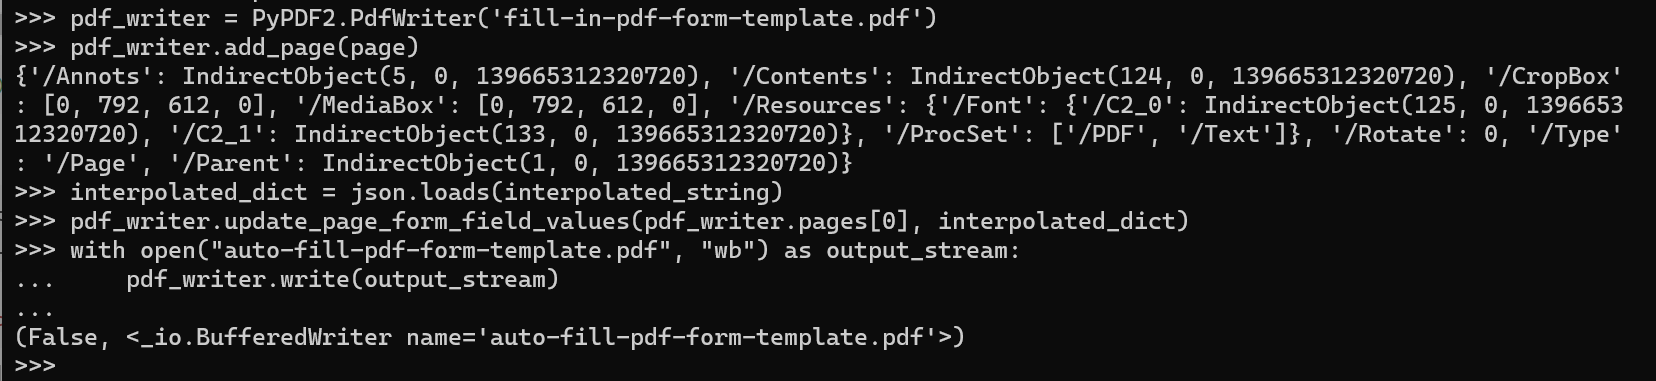 >>> pdf_writer = PyPDF2.PdfWriter('fill-in-pdf-form-template.pdf')
>>> pdf_writer.add_page(page)
{'/Annots': IndirectObject(5, 0, 139665312320720), '/Contents': IndirectObject(124, 0, 139665312320720), '/CropBox'
: [0, 792, 612, 0], '/MediaBox': [0, 792, 612, 0], '/Resources': {'/Font': {'/C2_0': IndirectObject(125, 0, 1396653
12320720), '/C2_1': IndirectObject(133, 0, 139665312320720)}, '/ProcSet': ['/PDF', '/Text']}, '/Rotate': 0, '/Type'
: '/Page', '/Parent': IndirectObject(1, 0, 139665312320720)}
>>> interpolated_dict = json.loads(interpolated_string)
>>> pdf_writer.update_page_form_field_values(pdf_writer.pages[0], interpolated_dict)
>>> with open("auto-fill-pdf-form-template.pdf", "wb") as output_stream:
...     pdf_writer.write(output_stream)
...
(False, <_io.BufferedWriter name='auto-fill-pdf-form-template.pdf'>)
>>>